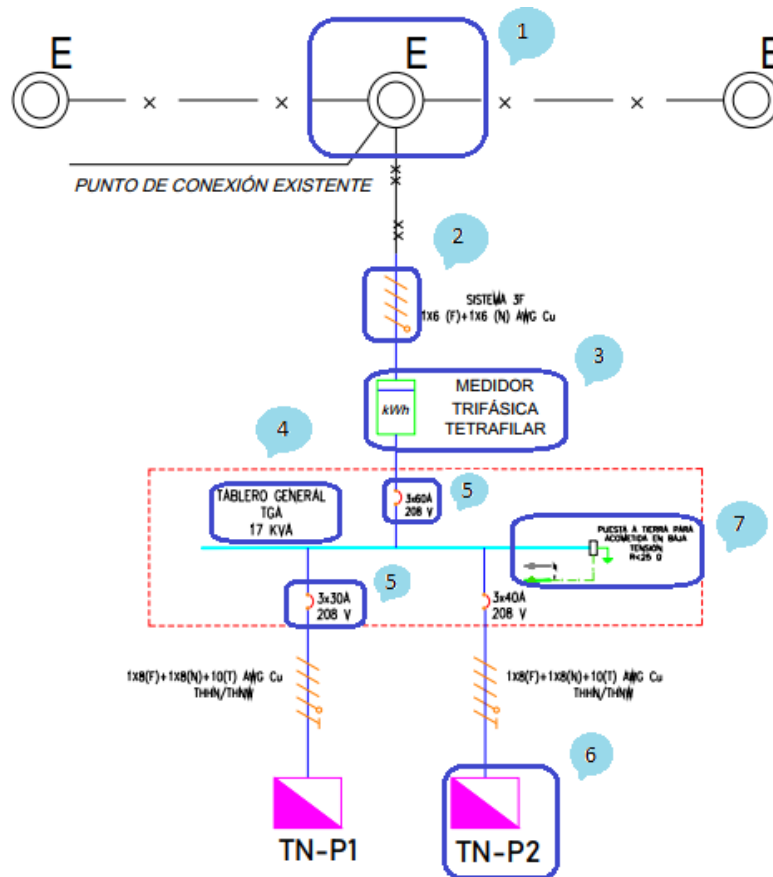 1
E
E
E
PUNTO DE CONEXIÓN EXISTENTE
2
SISTEMA 3F
1X6 (F)+1X6 (N) AWG Cu
3
kWh
MEDIDOR
TRIFÁSICA
TETRAFILAR
4
5
3x60A
208 V
TABLERO GENERAL
TGA
17 KVA
7
PUESTA A TIERRA PARA
ACOMETIDA EN BAJA
TENSIÓN
R<25 Ω
5
3x30A
208 V
3x40A
208 V
1X8(F)+1X8(N)+10(T) AWG Cu
THHN/THNW
1X8(F)+1X8(N)+10(T) AWG Cu
THHN/THNW
6
TN-P1
TN-P2